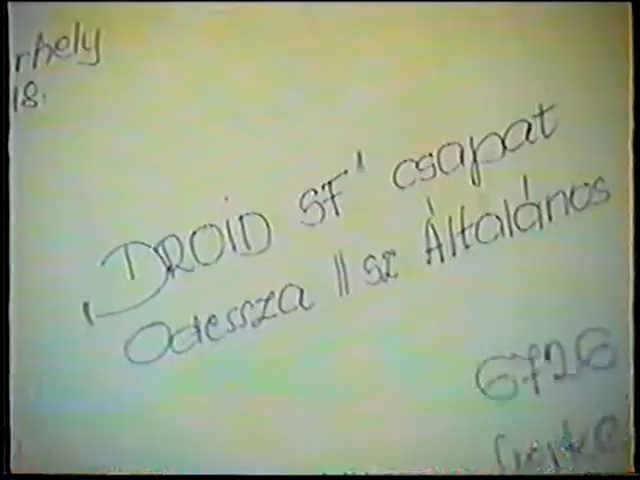 rhely
18.
„DROID SF" csapat
Odessza II sz Általános
6726